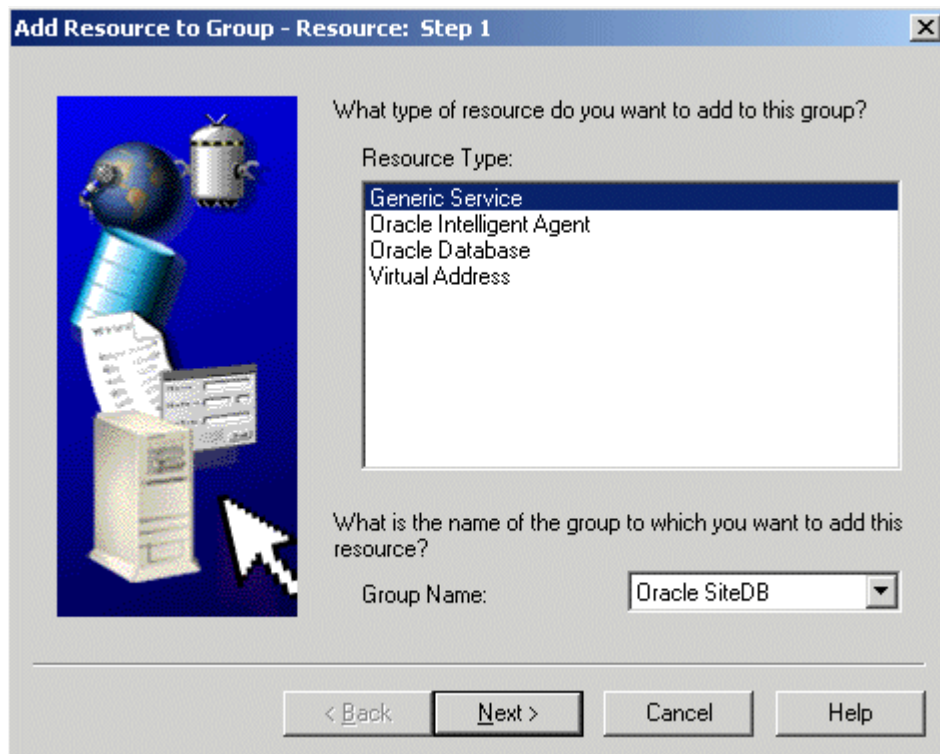 Add Resource to Group - Resource: Step 1
What type of resource do you want to add to this group?
Resource Type:
Generic Service
Oracle Intelligent Agent
Oracle Database
Virtual Address
What is the name of the group to which you want to add this
resource?
Group Name:
Oracle SiteDB
< Back
Next >
Cancel
Help